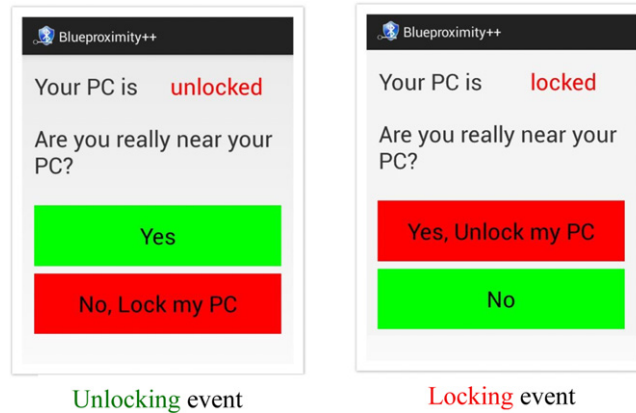 Blueproximity++
Your PC is unlocked
Are you really near your
PC?
Yes
No, Lock my PC
Unlocking event
Blueproximity++
Your PC is locked
Are you really near your
PC?
Yes, Unlock my PC
No
Locking event